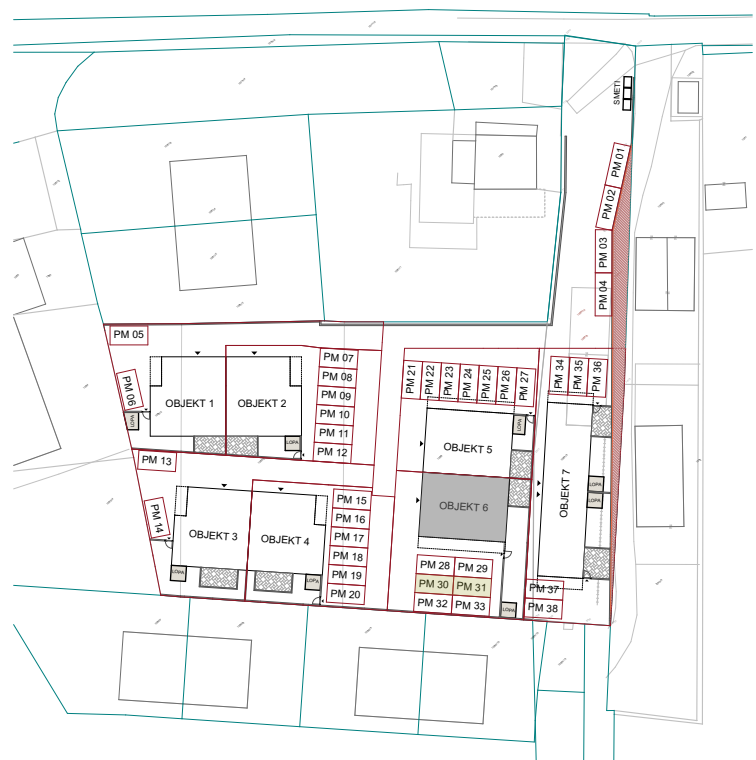 SMETI
PM 01
PM 02
PM 03
PM 04
PM 05
PM 06
OBJEKT 1
OBJEKT 2
LOPA
LOPA
PM 07
PM 08
PM 09
PM 10
PM 11
PM 12
PM 21
PM 22
PM 23
PM 24
PM 25
PM 26
PM 27
PM 34
PM 35
PM 36
OBJEKT 5
LOPA
OBJEKT 6
OBJEKT 7
LOPA
LOPA
PM 13
PM 14
OBJEKT 3
OBJEKT 4
LOPA
LOPA
PM 15
PM 16
PM 17
PM 18
PM 19
PM 20
PM 28
PM 29
PM 30
PM 31
PM 32
PM 33
LOPA
PM 37
PM 38